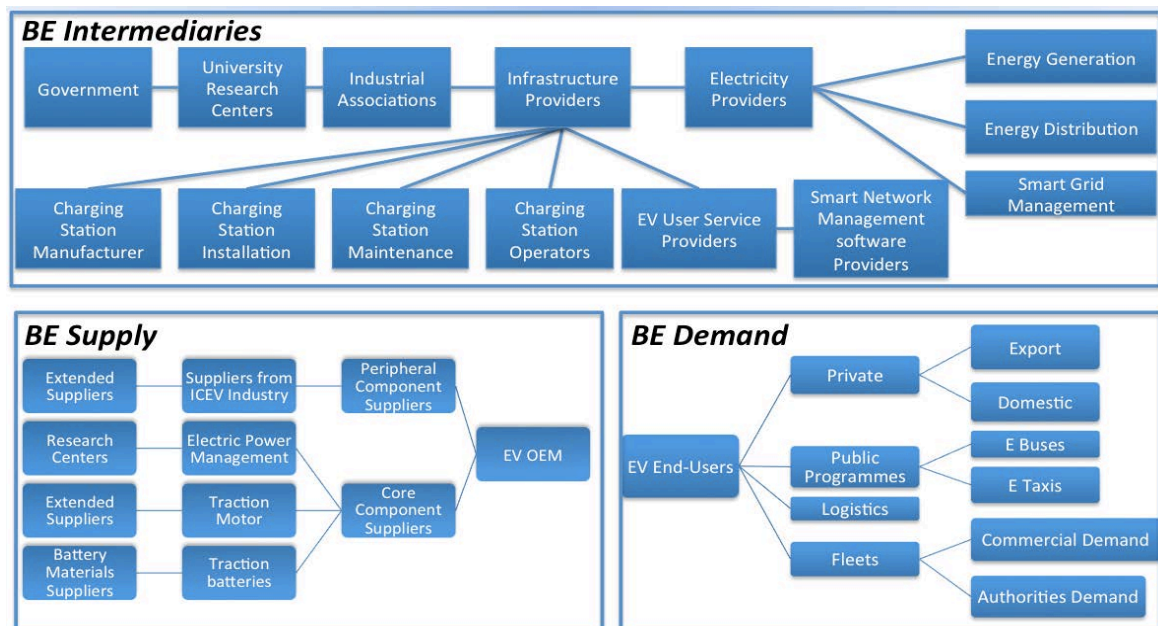 BE Intermediaries
Government
University
Research
Centers
Industrial
Associations
Infrastructure
Providers
Electricity
Providers
Energy Generation
Energy Distribution
Smart Grid
Management
Charging
Station
Manufacturer
Charging
Station
Installation
Charging
Station
Maintenance
Charging
Station
Operators
EV User Service
Providers
Smart Network
Management
software
Providers
BE Supply
Extended
Suppliers
Suppliers from
ICEV Industry
Peripheral
Component
Suppliers
Research
Centers
Electric Power
Management
EV OEM
Extended
Suppliers
Traction
Motor
Core
Component
Suppliers
Battery
Materials
Suppliers
Traction
batteries
BE Demand
EV End-Users
Private
Export
Domestic
Public
Programmes
E Buses
E Taxis
Logistics
Fleets
Commercial Demand
Authorities Demand